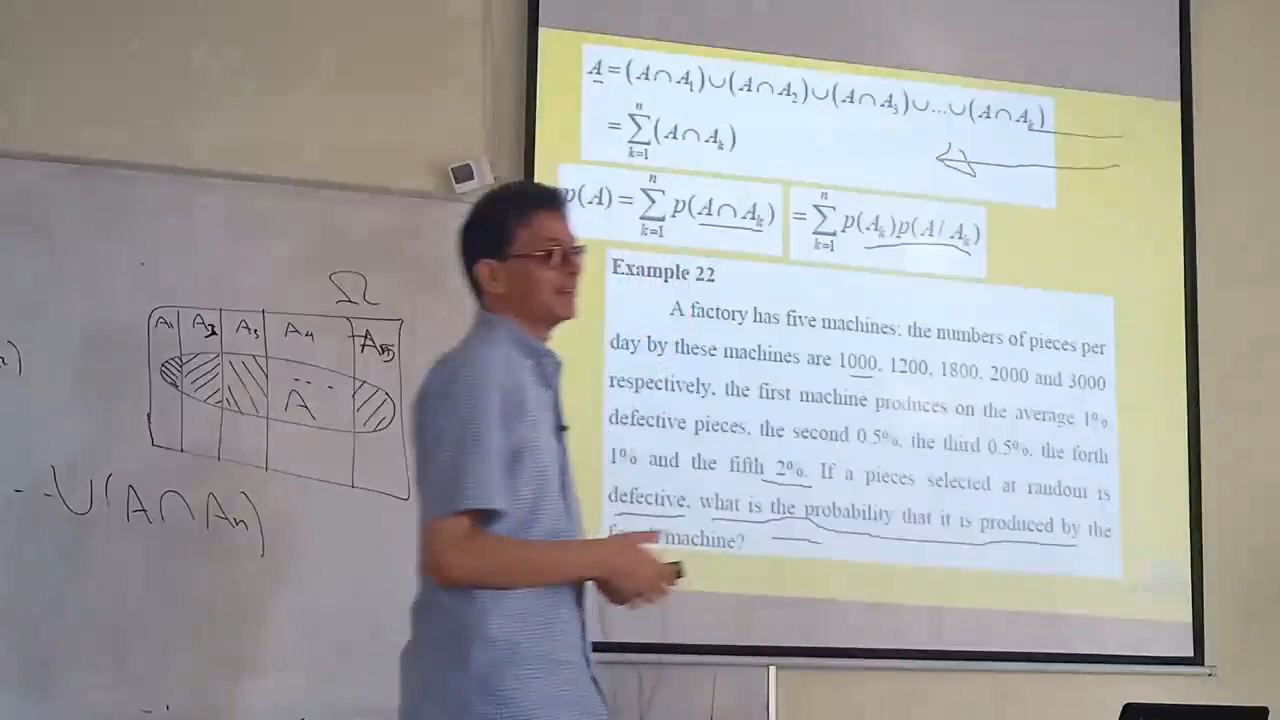 A = (A∩A₁)∪(A∩A₂)∪(A∩A₃)∪...∪(A∩Aₖ)
= ∑ₖ₌₁ⁿ (A∩Aₖ)
p(A) = ∑ₖ₌₁ⁿ p(A∩Aₖ) = ∑ₖ₌₁ⁿ p(Aₖ)p(A/Aₖ)
Example 22
A factory has five machines: the numbers of pieces per
day by these machines are 1000, 1200, 1800, 2000 and 3000
respectively, the first machine produces on the average 1%
defective pieces, the second 0.5%, the third 0.5%, the forth
1% and the fifth 2%. If a pieces selected at random is
defective, what is the probability that it is produced by the
machine?
Ω
A₁ A₂ A₃ A₄
A
--∪(A∩Aₙ)